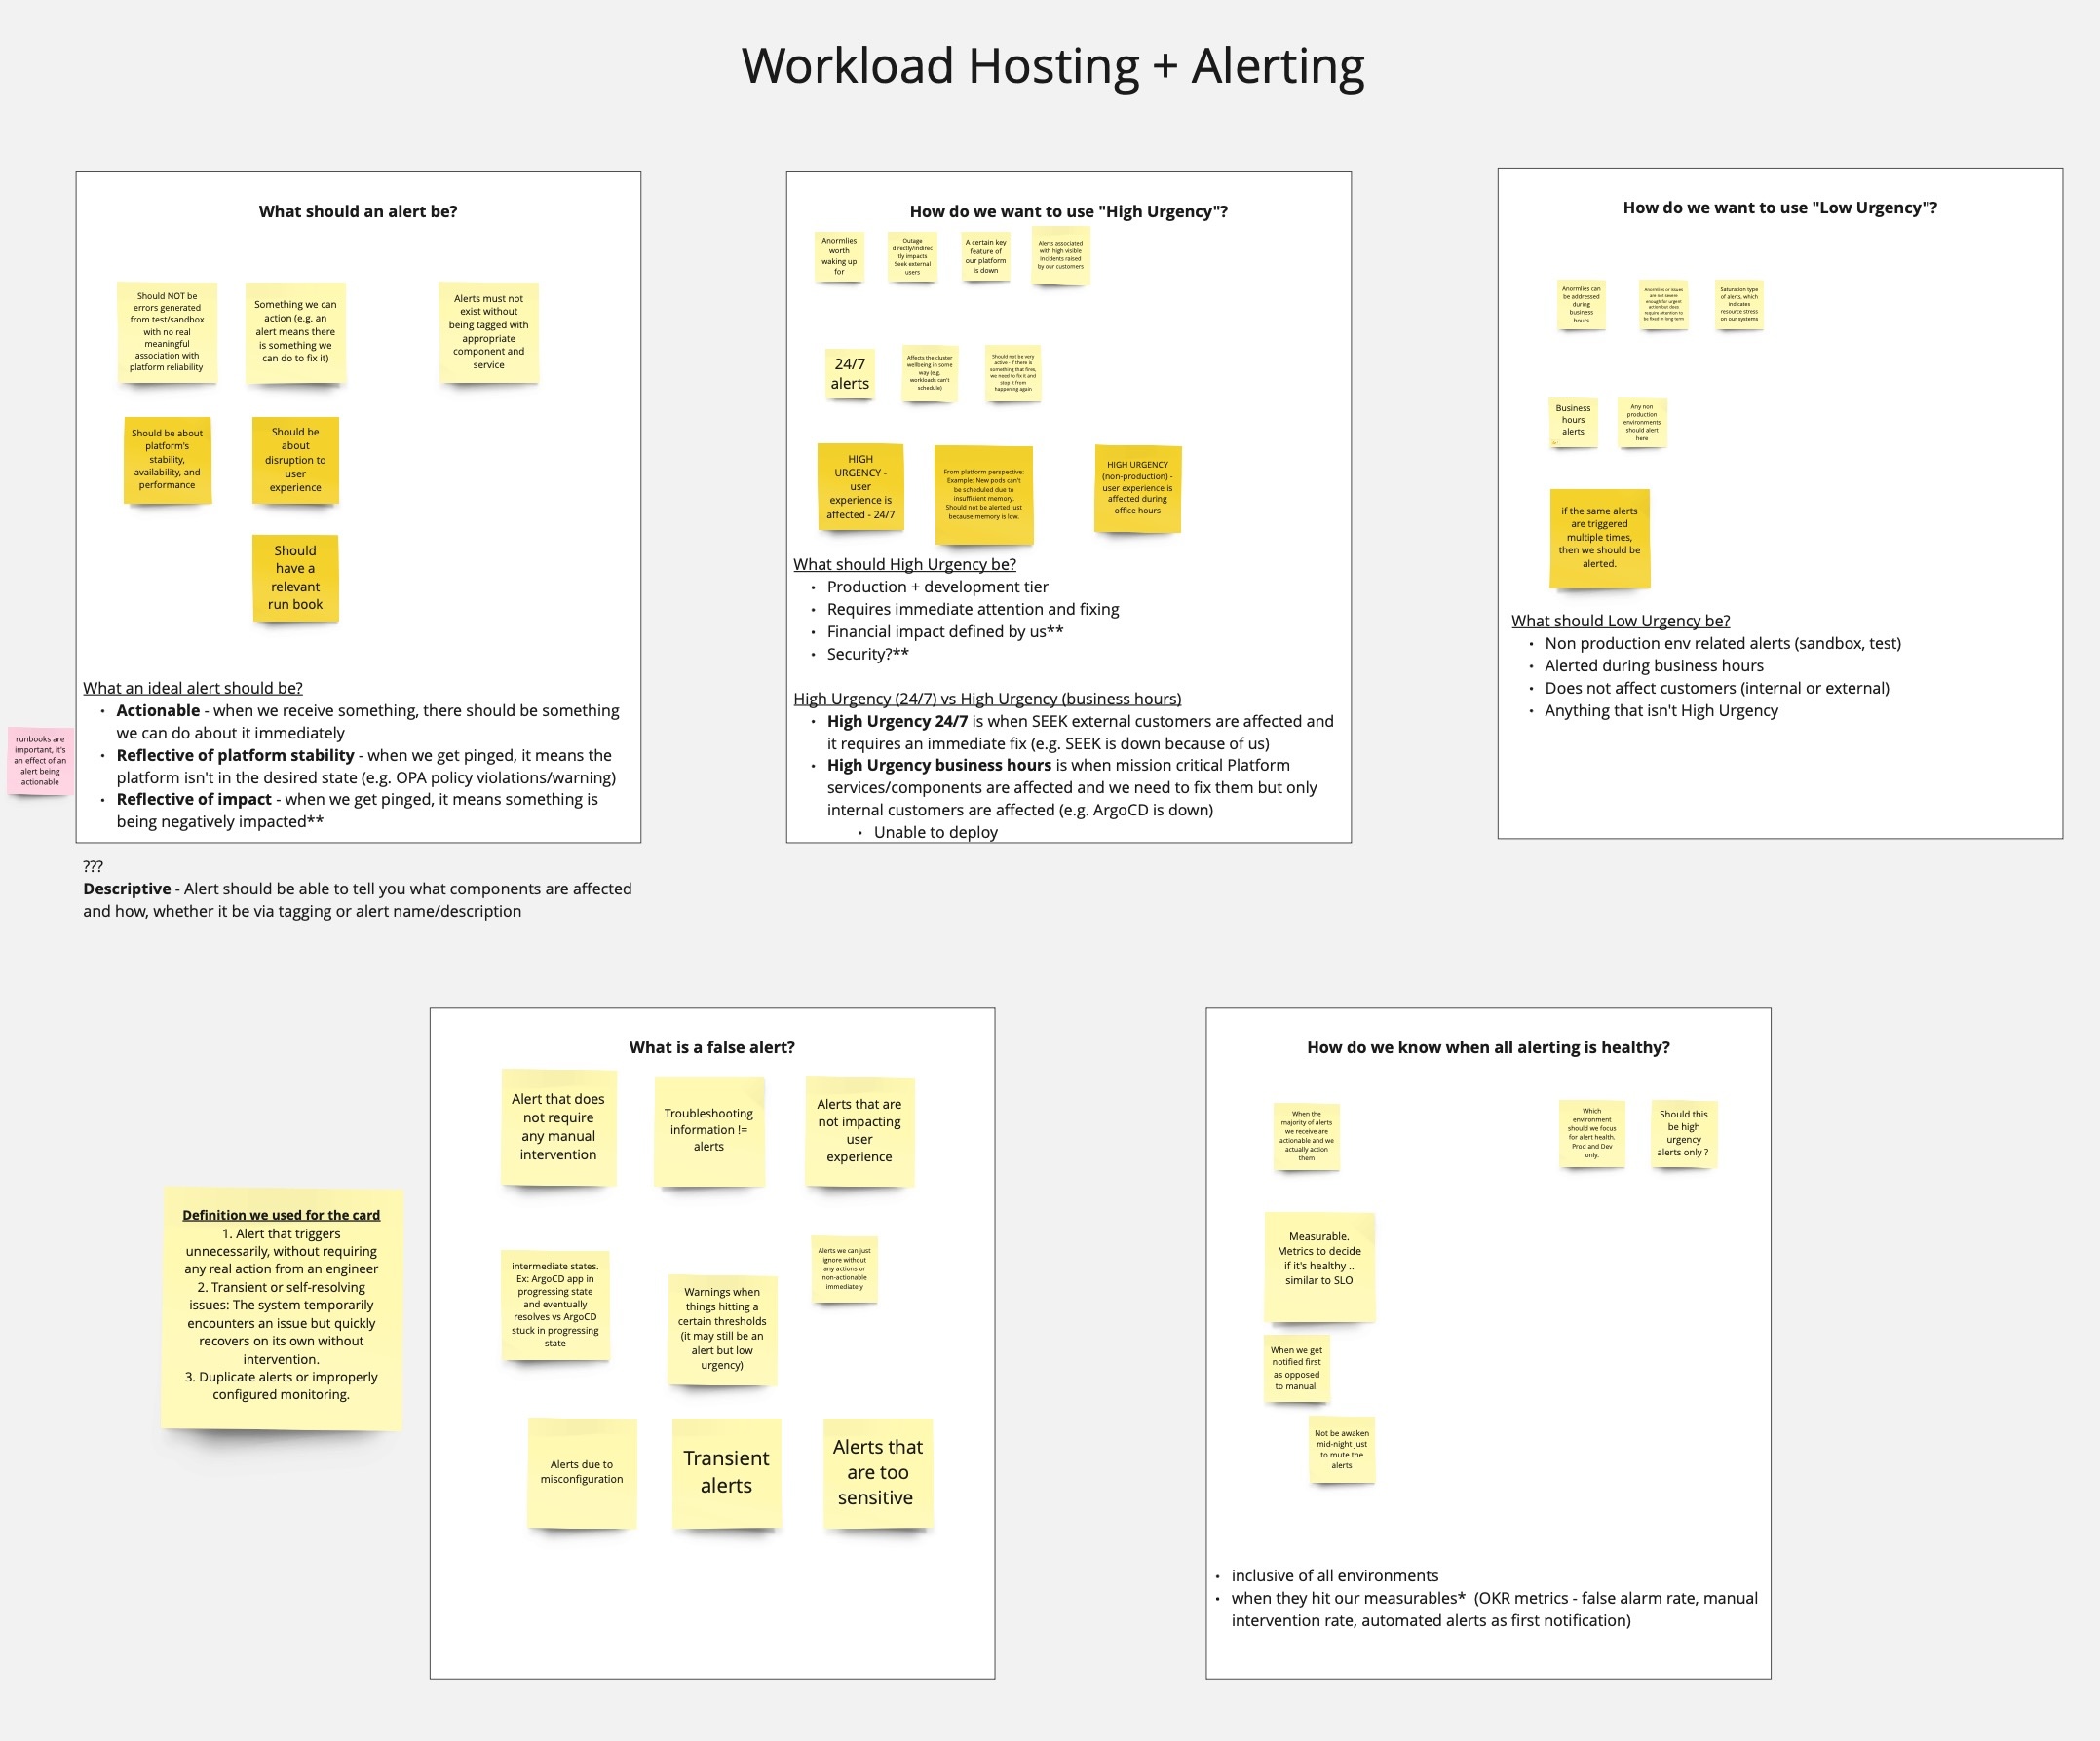 Workload Hosting + Alerting
What should an alert be?
Should NOT be
errors generated
from test/sandbox
with no real
meaningful
association with
platform reliability
Something we can
action (e.g. an
alert means there
is something we
can do to fix it)
Alerts must not
exist without
being tagged with
appropriate
component and
service
Should be about
platform's
stability,
availability, and
performance
Should be
about
disruption to
user
experience
Should
have a
relevant
run book
What an ideal alert should be?
• Actionable - when we receive something, there should be something
we can do about it immediately
• Reflective of platform stability - when we get pinged, it means the
platform isn't in the desired state (e.g. OPA policy violations/warning)
• Reflective of impact - when we get pinged, it means something is
being negatively impacted**
runbooks are
important, it's
an effect of an
alert being
actionable
???
Descriptive - Alert should be able to tell you what components are affected
and how, whether it be via tagging or alert name/description
How do we want to use "High Urgency"?
Anormlies
worth
waking up
for
Outage
directly/indirec
tly impacts
Seek external
users
A certain key
feature of
our platform
is down
Alerts associated
with high visible
Incidents raised
by our customers
24/7
alerts
Affects the cluster
wellbeing in some
way (e.g.
workloads can't
schedule)
Should not be very
active - if there is
something that fires,
we need to fix it and
stop it from
happening again
HIGH
URGENCY -
user
experience is
affected - 24/7
From platform perspective:
Example: New pods can't
be scheduled due to
insufficient memory.
Should not be alerted just
because memory is low.
HIGH URGENCY
(non-production) -
user experience is
affected during
office hours
What should High Urgency be?
• Production + development tier
• Requires immediate attention and fixing
• Financial impact defined by us**
• Security?**
High Urgency (24/7) vs High Urgency (business hours)
• High Urgency 24/7 is when SEEK external customers are affected and
it requires an immediate fix (e.g. SEEK is down because of us)
• High Urgency business hours is when mission critical Platform
services/components are affected and we need to fix them but only
internal customers are affected (e.g. ArgoCD is down)
• Unable to deploy
How do we want to use "Low Urgency"?
Anormlies can
be addressed
during
business
hours
Anormlies or issues
are not severe
enough for urgent
action but does
require attention to
be fixed in long term
Saturation type
of alerts, which
indicates
resource stress
on our systems
Business
hours
alerts
Any non
production
environments
should alert
here
if the same alerts
are triggered
multiple times,
then we should be
alerted.
What should Low Urgency be?
• Non production env related alerts (sandbox, test)
• Alerted during business hours
• Does not affect customers (internal or external)
• Anything that isn't High Urgency
Definition we used for the card
1. Alert that triggers
unnecessarily, without requiring
any real action from an engineer
2. Transient or self-resolving
issues: The system temporarily
encounters an issue but quickly
recovers on its own without
intervention.
3. Duplicate alerts or improperly
configured monitoring.
What is a false alert?
Alert that does
not require
any manual
intervention
Troubleshooting
information !=
alerts
Alerts that are
not impacting
user
experience
intermediate states.
Ex: ArgoCD app in
progressing state
and eventually
resolves vs ArgoCD
stuck in progressing
state
Warnings when
things hitting a
certain thresholds
(it may still be an
alert but low
urgency)
Alerts we can just
ignore without
any actions or
non-actionable
immediately
Alerts due to
misconfiguration
Transient
alerts
Alerts that
are too
sensitive
How do we know when all alerting is healthy?
When the
majority of alerts
we receive are
actionable and we
actually action
them
Which
environment
should we focus
for alert health.
Prod and Dev
only.
Should this
be high
urgency
alerts only ?
Measurable.
Metrics to decide
if it's healthy ..
similar to SLO
When we get
notified first
as opposed
to manual.
Not be awaken
mid-night just
to mute the
alerts
• inclusive of all environments
• when they hit our measurables* (OKR metrics - false alarm rate, manual
intervention rate, automated alerts as first notification)